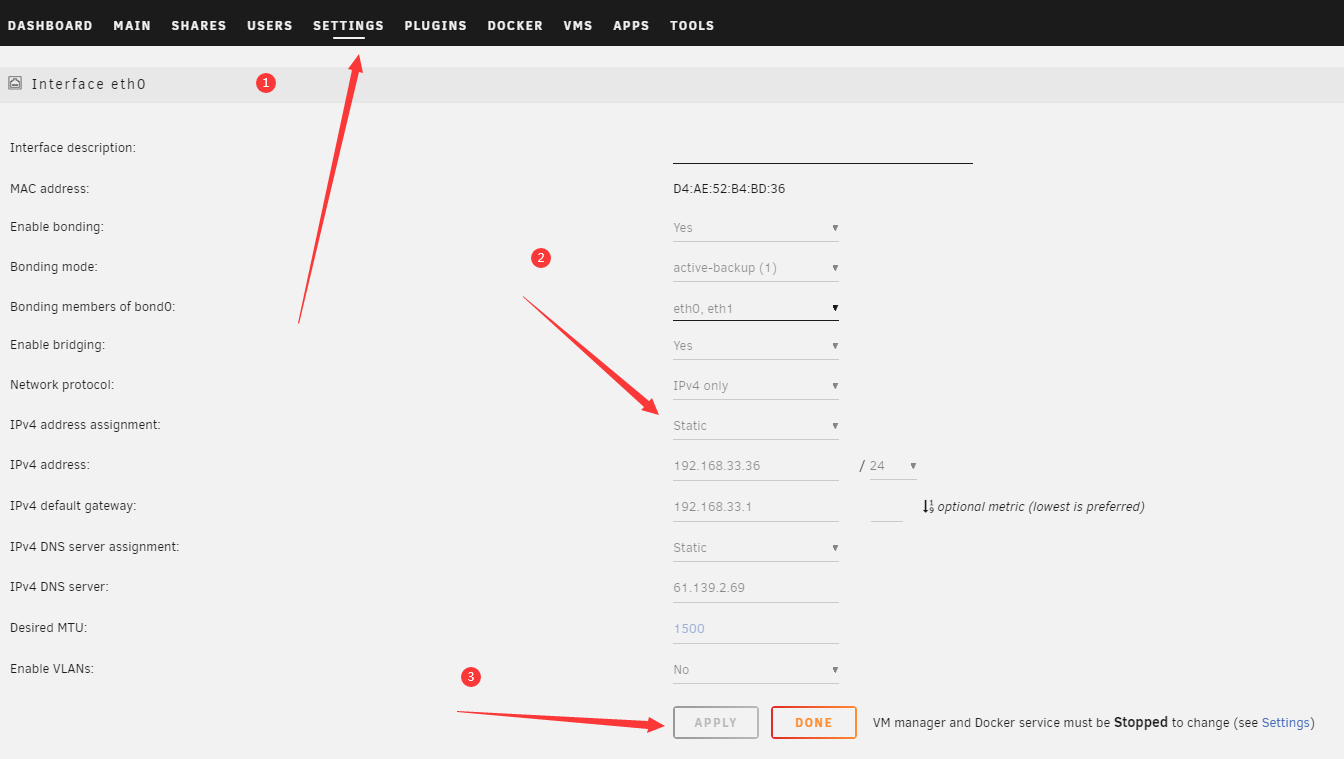 DASHBOARD MAIN SHARES USERS SETTINGS PLUGINS DOCKER VMS APPS TOOLS
Interface eth0 1
Interface description:
MAC address: D4:AE:52:B4:BD:36
Enable bonding: Yes
2
Bonding mode: active-backup (1)
Bonding members of bond0: eth0, eth1
Enable bridging: Yes
Network protocol: IPv4 only
IPv4 address assignment: Static
IPv4 address: 192.168.33.36 / 24
IPv4 default gateway: 192.168.33.1 optional metric (lowest is preferred)
IPv4 DNS server assignment: Static
IPv4 DNS server: 61.139.2.69
Desired MTU: 1500
Enable VLANs: No
3
APPLY DONE VM manager and Docker service must be Stopped to change (see Settings)